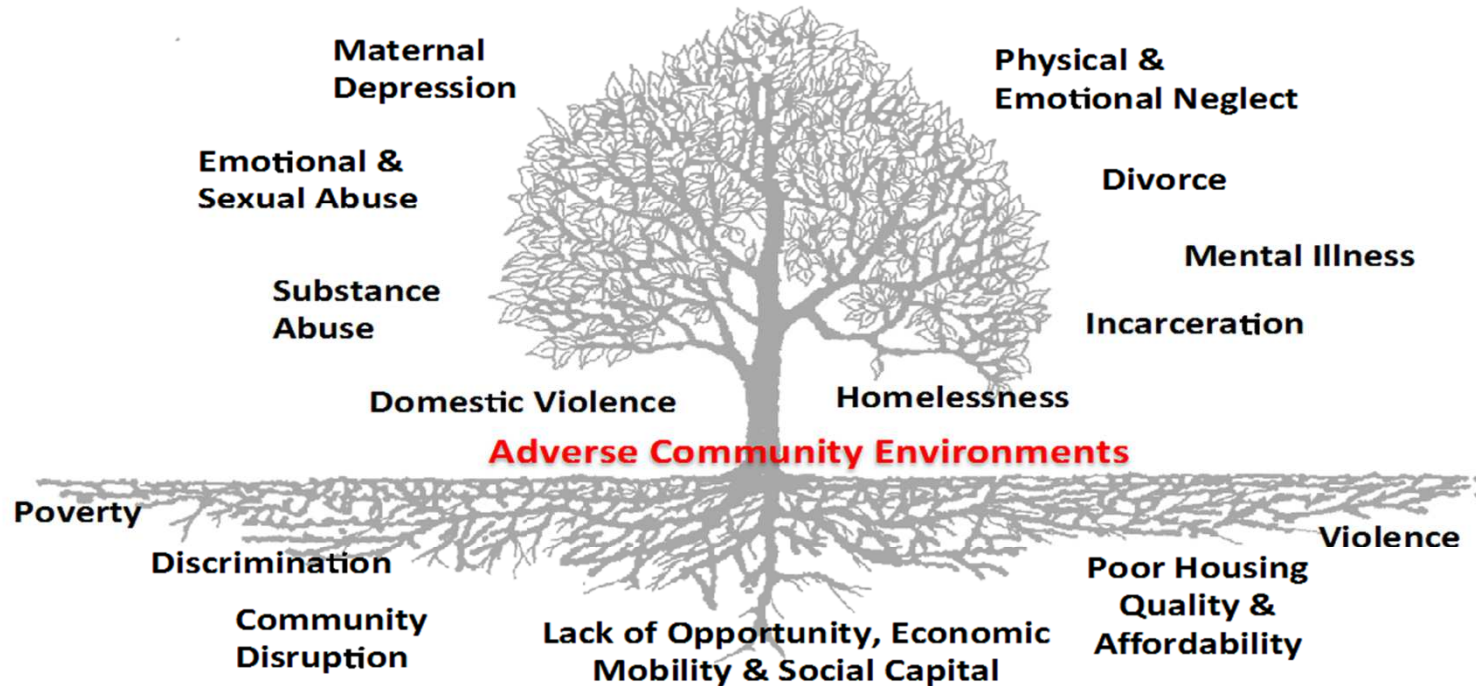 Maternal
Depression
Physical &
Emotional Neglect
Emotional &
Sexual Abuse
Divorce
Mental Illness
Substance
Abuse
Incarceration
Domestic Violence
Homelessness
Adverse Community Environments
Poverty
Violence
Discrimination
Poor Housing
Quality &
Affordability
Community
Disruption
Lack of Opportunity, Economic
Mobility & Social Capital